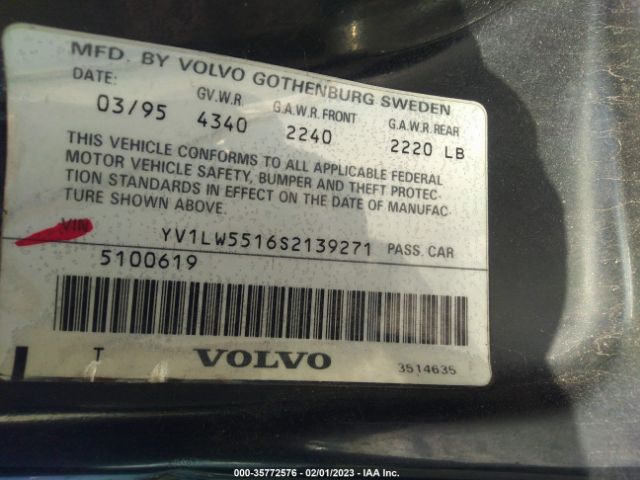 MFD. BY VOLVO GOTHENBURG SWEDEN
DATE: GV.W.R. G.A.W.R. FRONT G.A.W.R. REAR
03/95 4340 2240 2220 LB
THIS VEHICLE CONFORMS TO ALL APPLICABLE FEDERAL
MOTOR VEHICLE SAFETY, BUMPER AND THEFT PROTEC-
TION STANDARDS IN EFFECT ON THE DATE OF MANUFAC-
TURE SHOWN ABOVE.
VIN YV1LW5516S2139271 PASS. CAR
5100619
T VOLVO 3514635
000-35772576 - 02/01/2023 - IAA Inc.